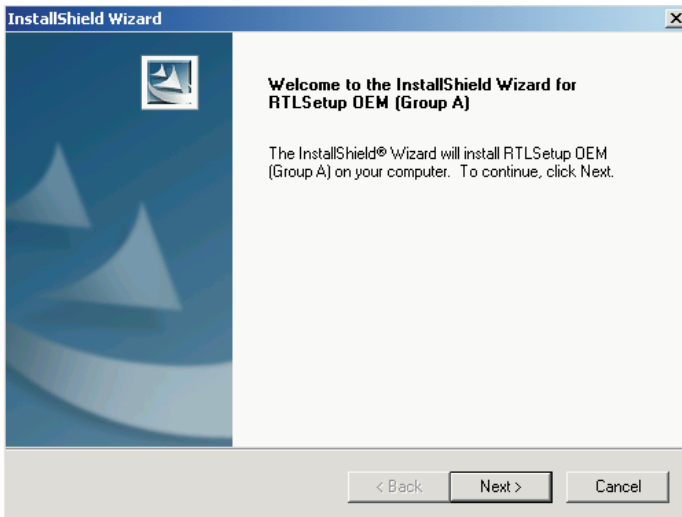 InstallShield Wizard
Welcome to the InstallShield Wizard for
RTLSetup OEM (Group A)
The InstallShield® Wizard will install RTLSetup OEM
(Group A) on your computer. To continue, click Next.
< Back
Next >
Cancel